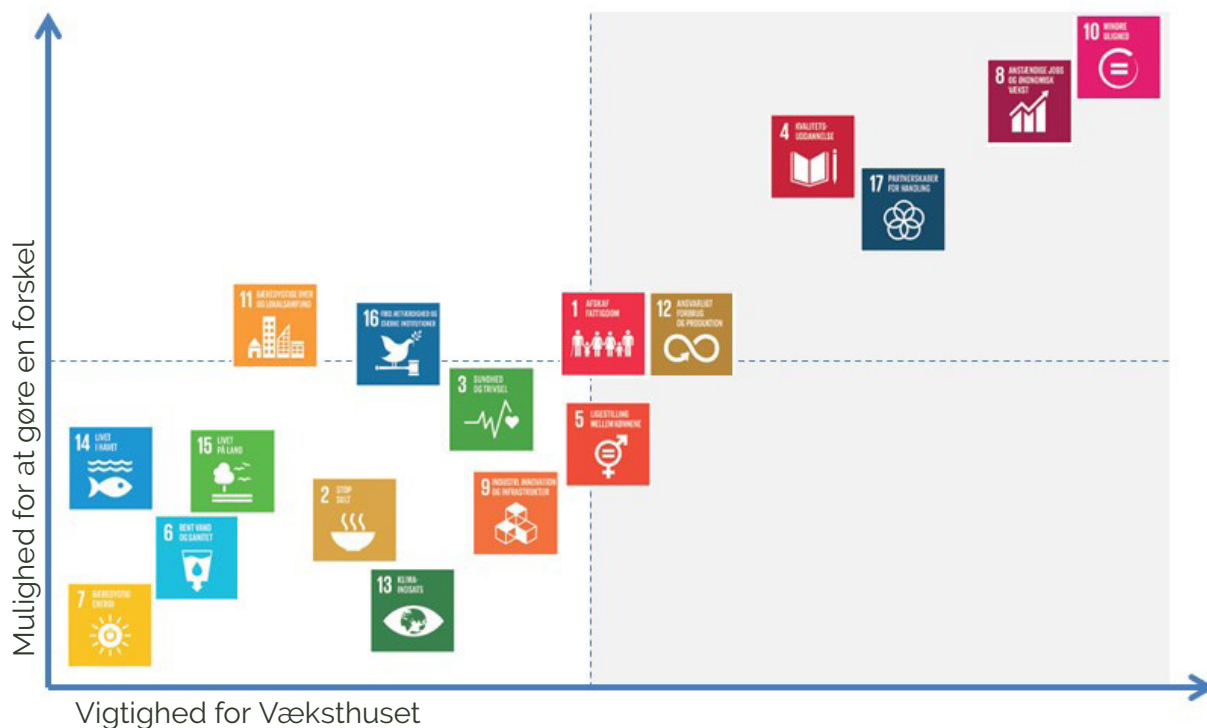 Mulighed for at gøre en forskel
10 MINDRE
ULIGHED
8 ANSTÆNDIGE JOBS
OG ØKONOMISK
VÆKST
4 KVALITETS-
UDDANNELSE
17 PARTNERSKABER
FOR HANDLING
11 BÆREDYGTIGE BYER
OG LOKALSAMFUND
16 FRED, RETFÆRDIGHED OG
STÆRKE INSTITUTIONER
1 AFSKAF
FATTIGDOM
12 ANSVARLIGT
FORBRUG
OG PRODUKTION
3 SUNDHED
OG TRIVSEL
5 LIGESTILLING
MELLEM KØNNENE
14 LIVET
I HAVET
15 LIVET
PÅ LAND
2 STOP
SULT
9 INDUSTRI, INNOVATION
OG INFRASTRUKTUR
6 RENT VAND
OG SANITET
13 KLIMA-
INDSATS
7 BÆREDYGTIG
ENERGI
Vigtighed for Væksthuset